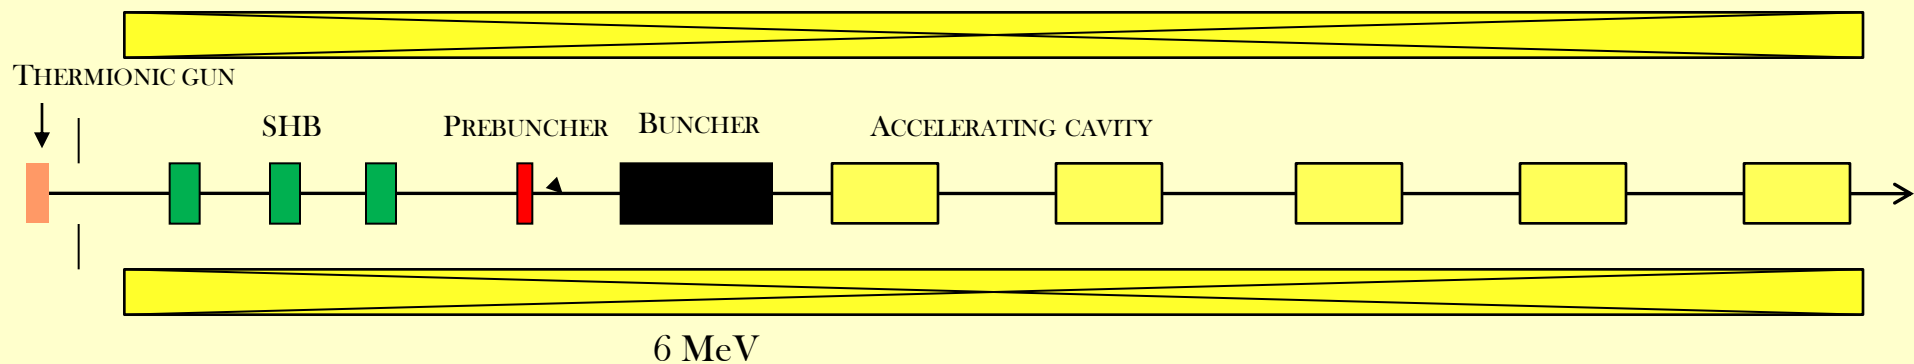 THERMIONIC GUN
SHB
PREBUNCHER
BUNCHER
ACCELERATING CAVITY
6 MeV